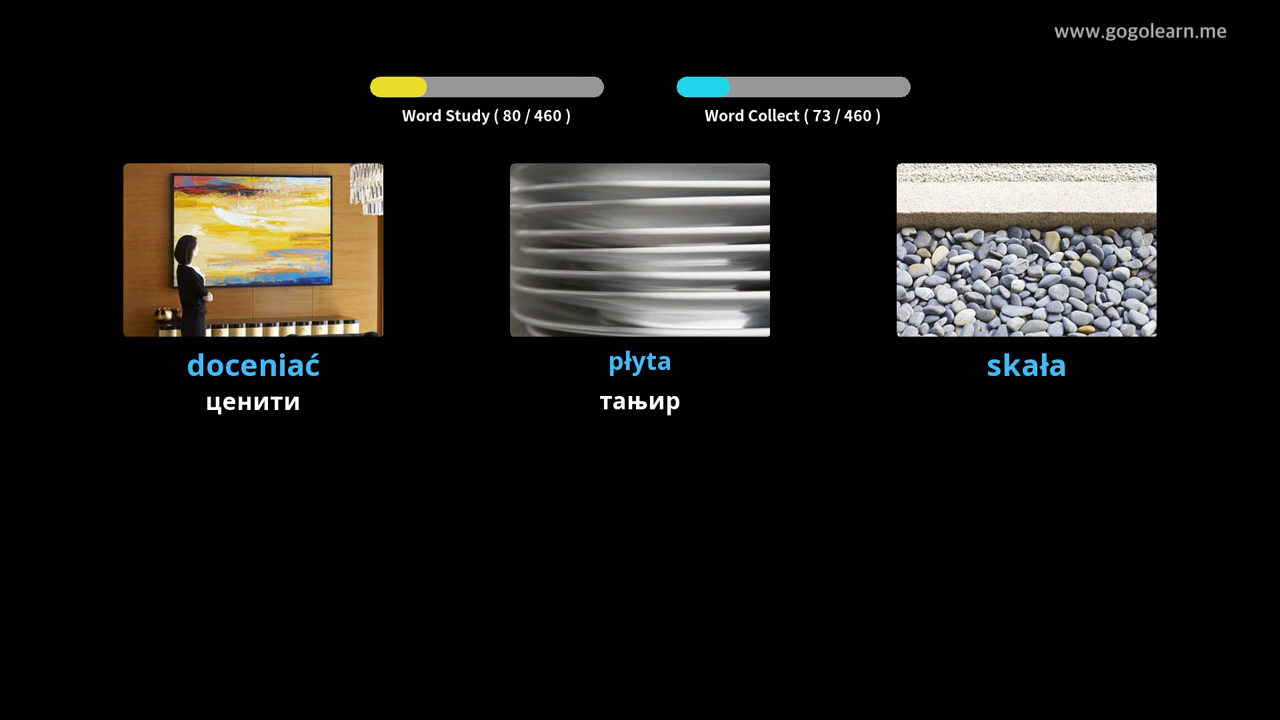 www.gogolearn.me
Word Study ( 80 / 460 )
Word Collect ( 73 / 460 )
doceniać
ценити
płyta
тањир
skała